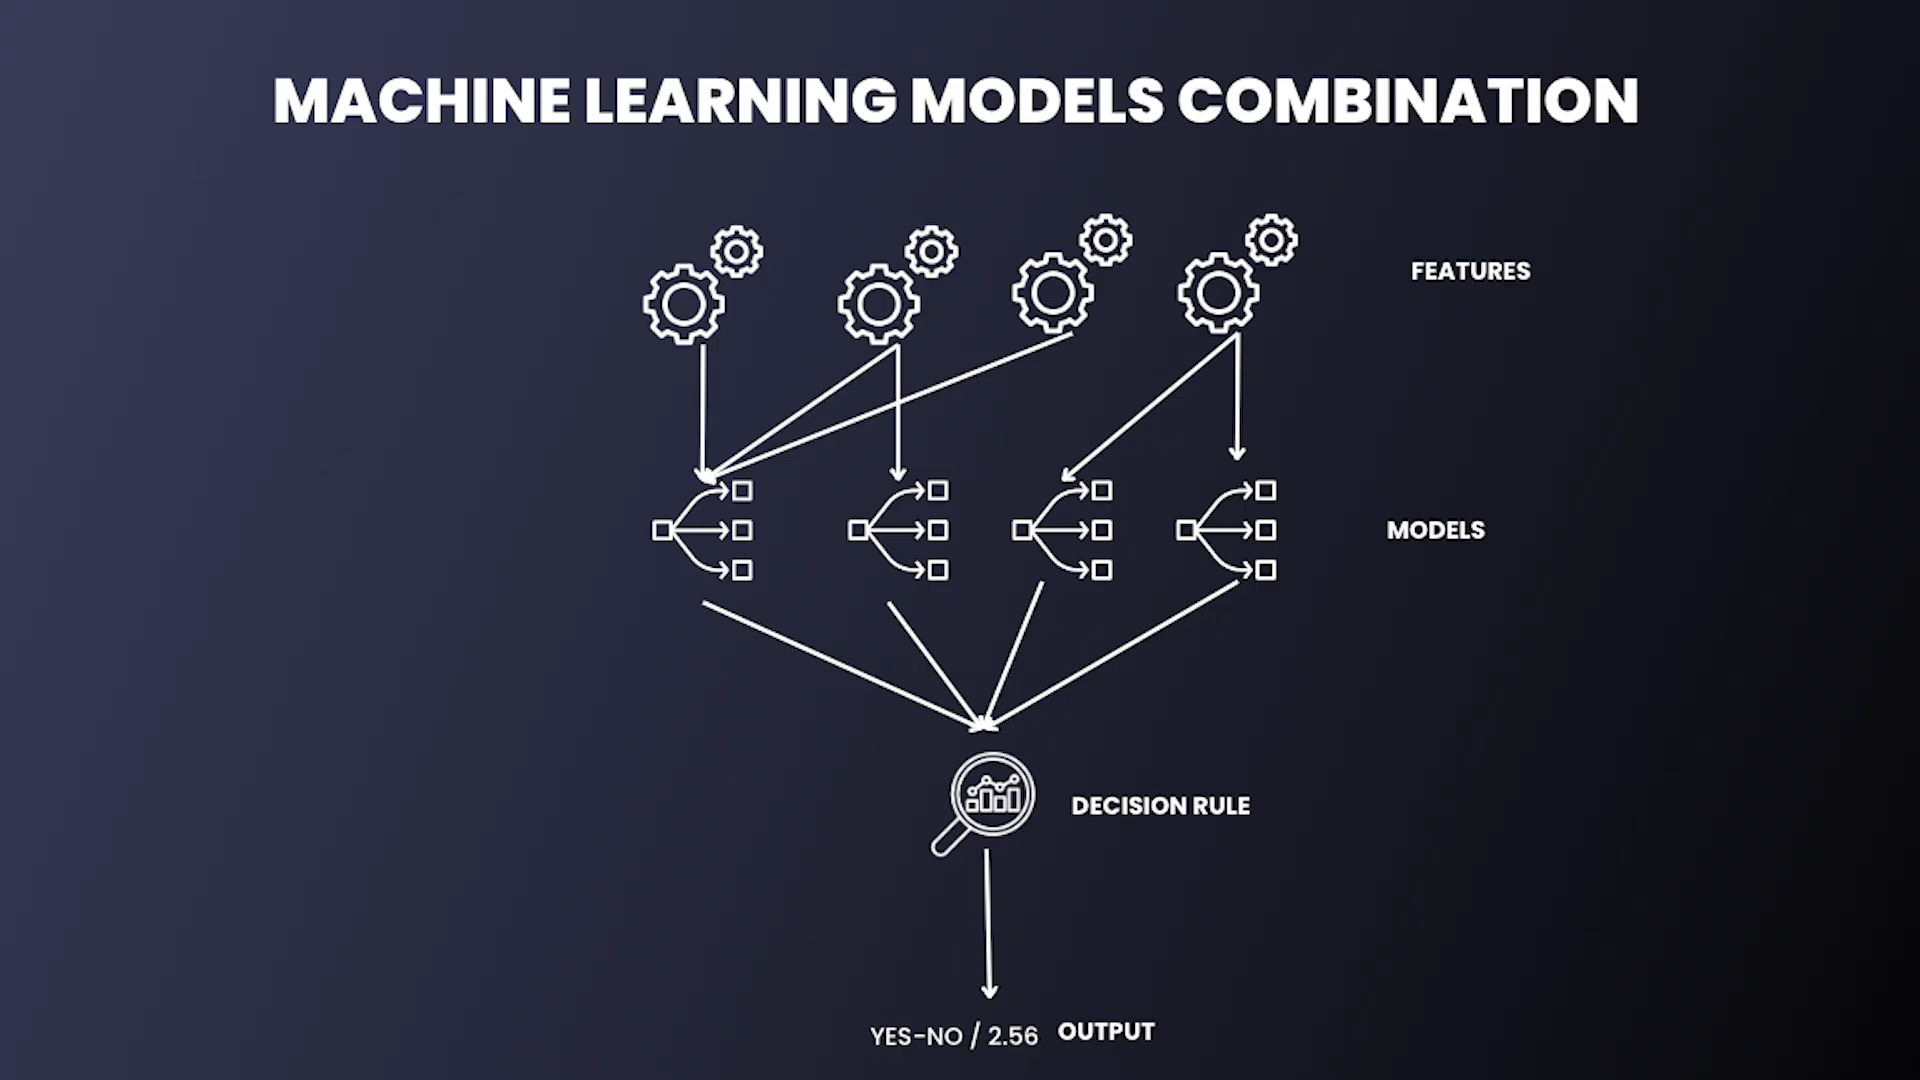 MACHINE LEARNING MODELS COMBINATION
FEATURES
MODELS
DECISION RULE
YES-NO / 2.56 OUTPUT